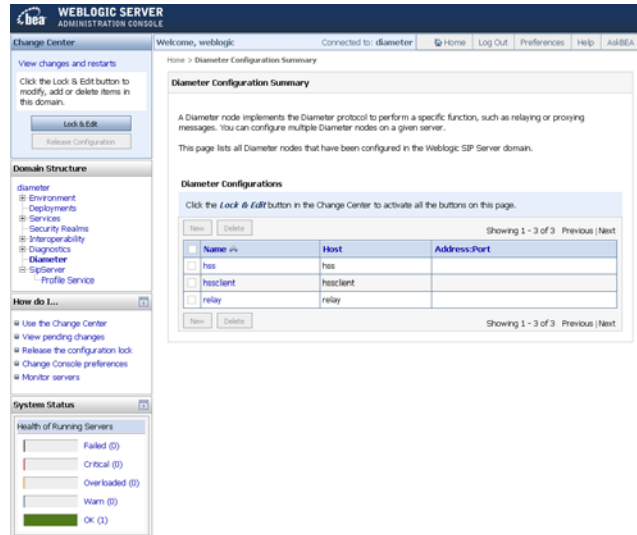 bea
WEBLOGIC SERVER
ADMINISTRATION CONSOLE
Change Center
View changes and restarts
Click the Lock & Edit button to
modify, add or delete items in
this domain.
Lock & Edit
Release Configuration
Domain Structure
diameter
Environment
Deployments
Services
Security Realms
Interoperability
Diagnostics
Diameter
SipServer
Profile Service
How do I...
Use the Change Center
View pending changes
Release the configuration lock
Change Console preferences
Monitor servers
System Status
Health of Running Servers
Failed (0)
Critical (0)
Overloaded (0)
Warn (0)
OK (1)
Welcome, weblogic Connected to: diameter Home Log Out Preferences Help AskBEA
Home > Diameter Configuration Summary
Diameter Configuration Summary
A Diameter node implements the Diameter protocol to perform a specific function, such as relaying or proxying
messages. You can configure multiple Diameter nodes on a given server.
This page lists all Diameter nodes that have been configured in the Weblogic SIP Server domain.
Diameter Configurations
Click the Lock & Edit button in the Change Center to activate all the buttons on this page.
New Delete Showing 1 - 3 of 3 Previous | Next
Name Host Address:Port
hss hss
hssclient hssclient
relay relay
New Delete Showing 1 - 3 of 3 Previous | Next